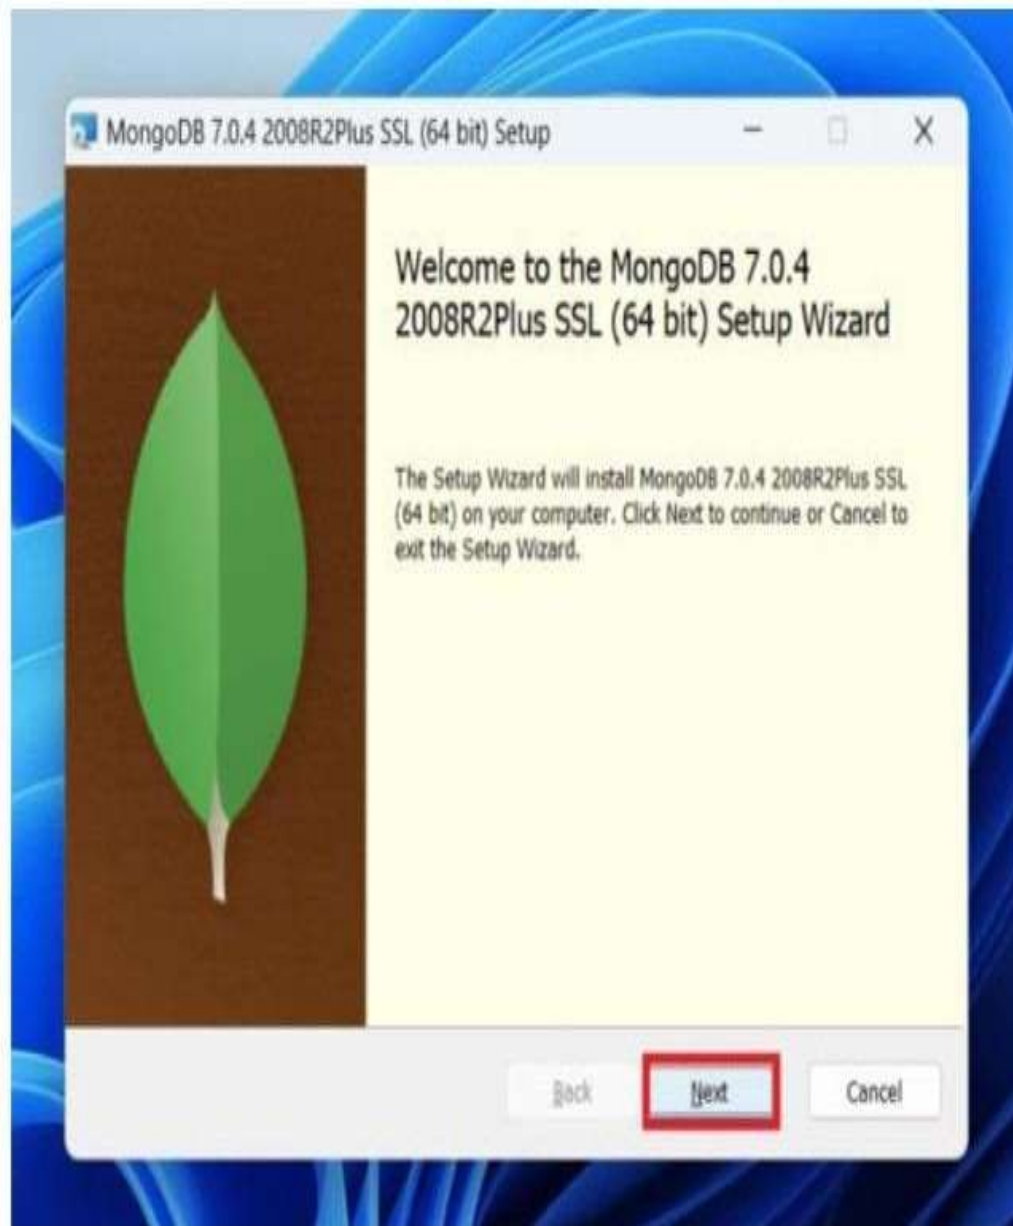 MongoDB 7.0.4 2008R2Plus SSL (64 bit) Setup
Welcome to the MongoDB 7.0.4
2008R2Plus SSL (64 bit) Setup Wizard
The Setup Wizard will install MongoDB 7.0.4 2008R2Plus SSL
(64 bit) on your computer. Click Next to continue or Cancel to
exit the Setup Wizard.
Back Next Cancel